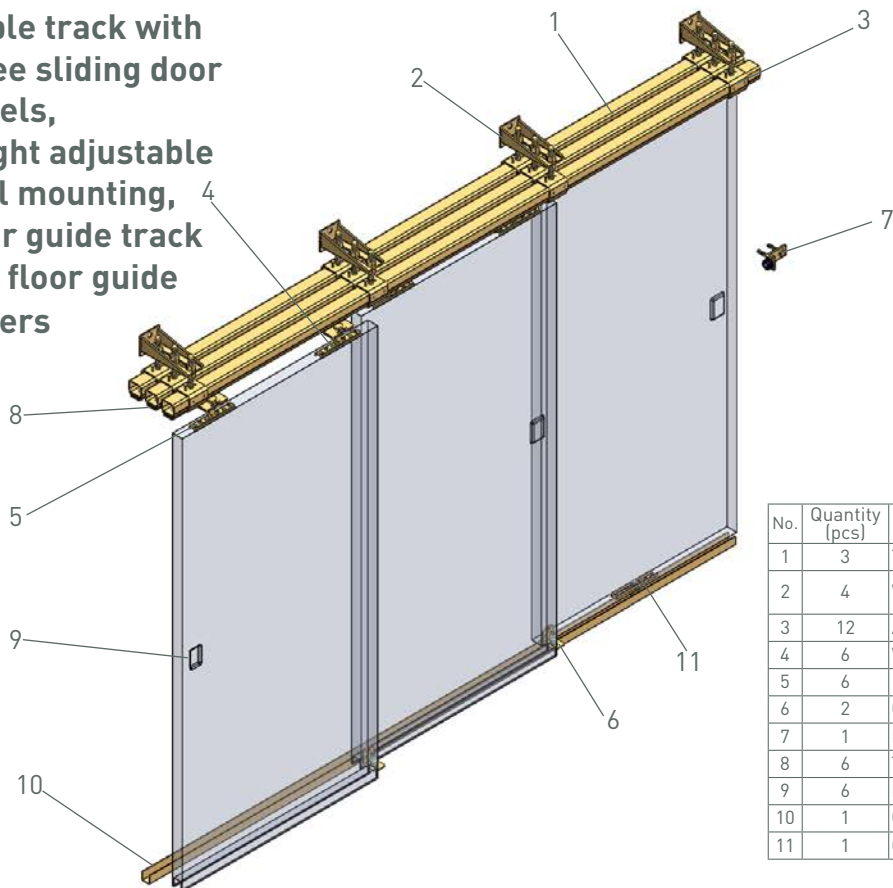 ble track with
ee sliding door
els,
ght adjustable
l mounting,
r guide track
floor guide
ers
1
2
3
4
7
8
5
9
11
6
10
No. Quantity (pcs)
1 3
2 4
3 12
4 6
5 6
6 2
7 1
8 6
9 6
10 1
11 1